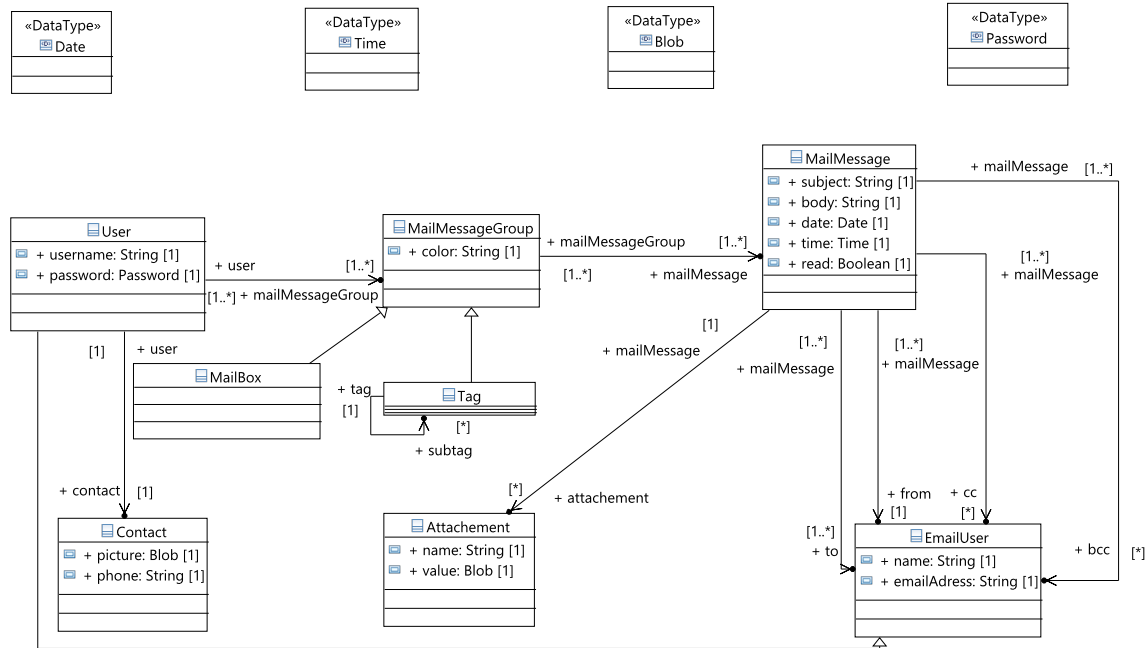 «DataType»
Date
«DataType»
Time
«DataType»
Blob
«DataType»
Password
MailMessage
+ subject: String [1]
+ body: String [1]
+ date: Date [1]
+ time: Time [1]
+ read: Boolean [1]
+ mailMessage
[1..*]
User
+ username: String [1]
+ password: Password [1]
MailMessageGroup
+ color: String [1]
+ user
[1..*]
[1..*]
+ mailMessageGroup
+ mailMessageGroup
[1..*]
[1..*]
+ mailMessage
[1..*]
+ mailMessage
[1]
+ user
MailBox
+ tag
[1]
Tag
[*]
+ subtag
[1]
+ mailMessage
[1..*]
+ mailMessage
[1..*]
+ mailMessage
+ contact
[1]
[*]
+ attachement
+ from
[1]
+ cc
[*]
[1..*]
+ to
+ bcc
[*]
Contact
+ picture: Blob [1]
+ phone: String [1]
Attachement
+ name: String [1]
+ value: Blob [1]
EmailUser
+ name: String [1]
+ emailAdress: String [1]